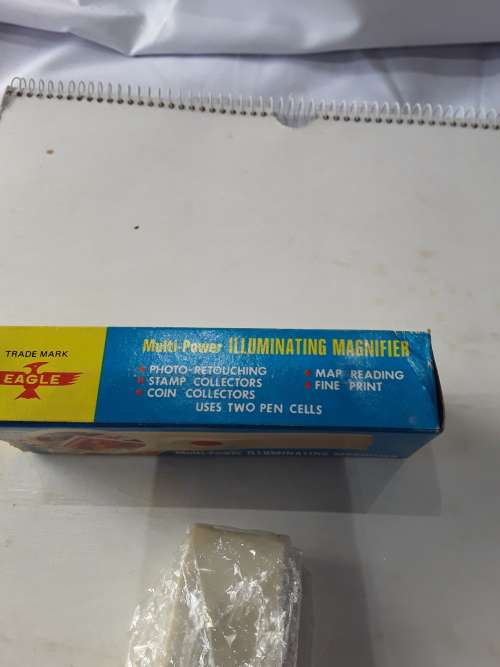 TRADE MARK
EAGLE
Multi-Power ILLUMINATING MAGNIFIER
PHOTO-RETOUCHING
STAMP COLLECTORS
COIN COLLECTORS
MAP READING
FINE PRINT
USES TWO PEN CELLS
Multi-Power ILLUMINATING MAGNIFIER